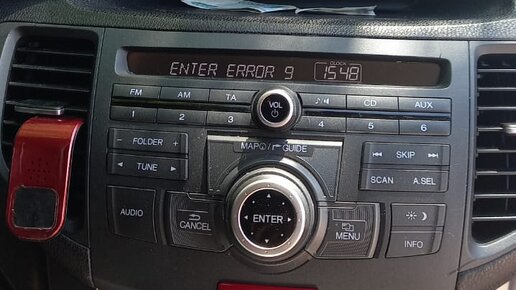 ENTER ERROR 9 CLOCK 15:48
FM AM TA VOL CD AUX
1 2 3 4 5 6
− FOLDER + MAP / GUIDE SKIP
TUNE SCAN A.SEL
AUDIO CANCEL ENTER MENU INFO